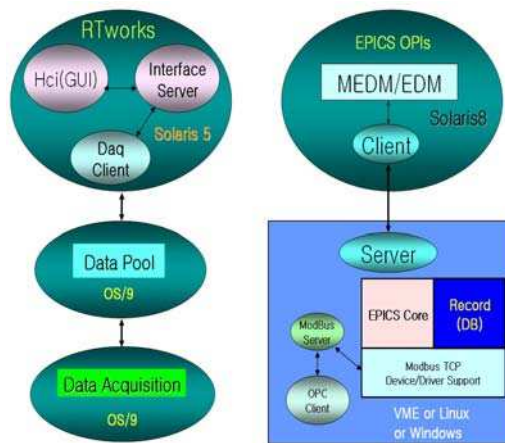 RTworks
Hci(GUI)
Interface
Server
Solaris 5
Daq
Client
Data Pool
OS/9
Data Acquisition
OS/9
EPICS OPIs
MEDM/EDM
Solaris8
Client
Server
EPICS Core
Record
(DB)
ModBus
Server
Modbus TCP
Device/Driver Support
OPC
Client
VME or Linux
or Windows